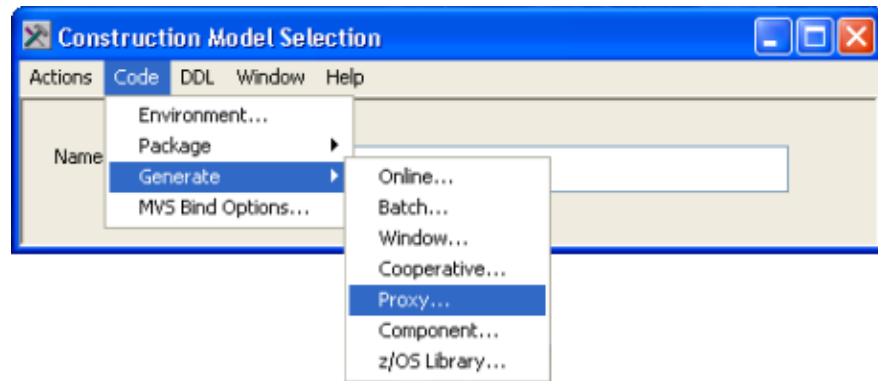 Construction Model Selection
Actions Code DDL Window Help
Environment...
Package
Name
Generate
MVS Bind Options...
Online...
Batch...
Window...
Cooperative...
Proxy...
Component...
z/OS Library...